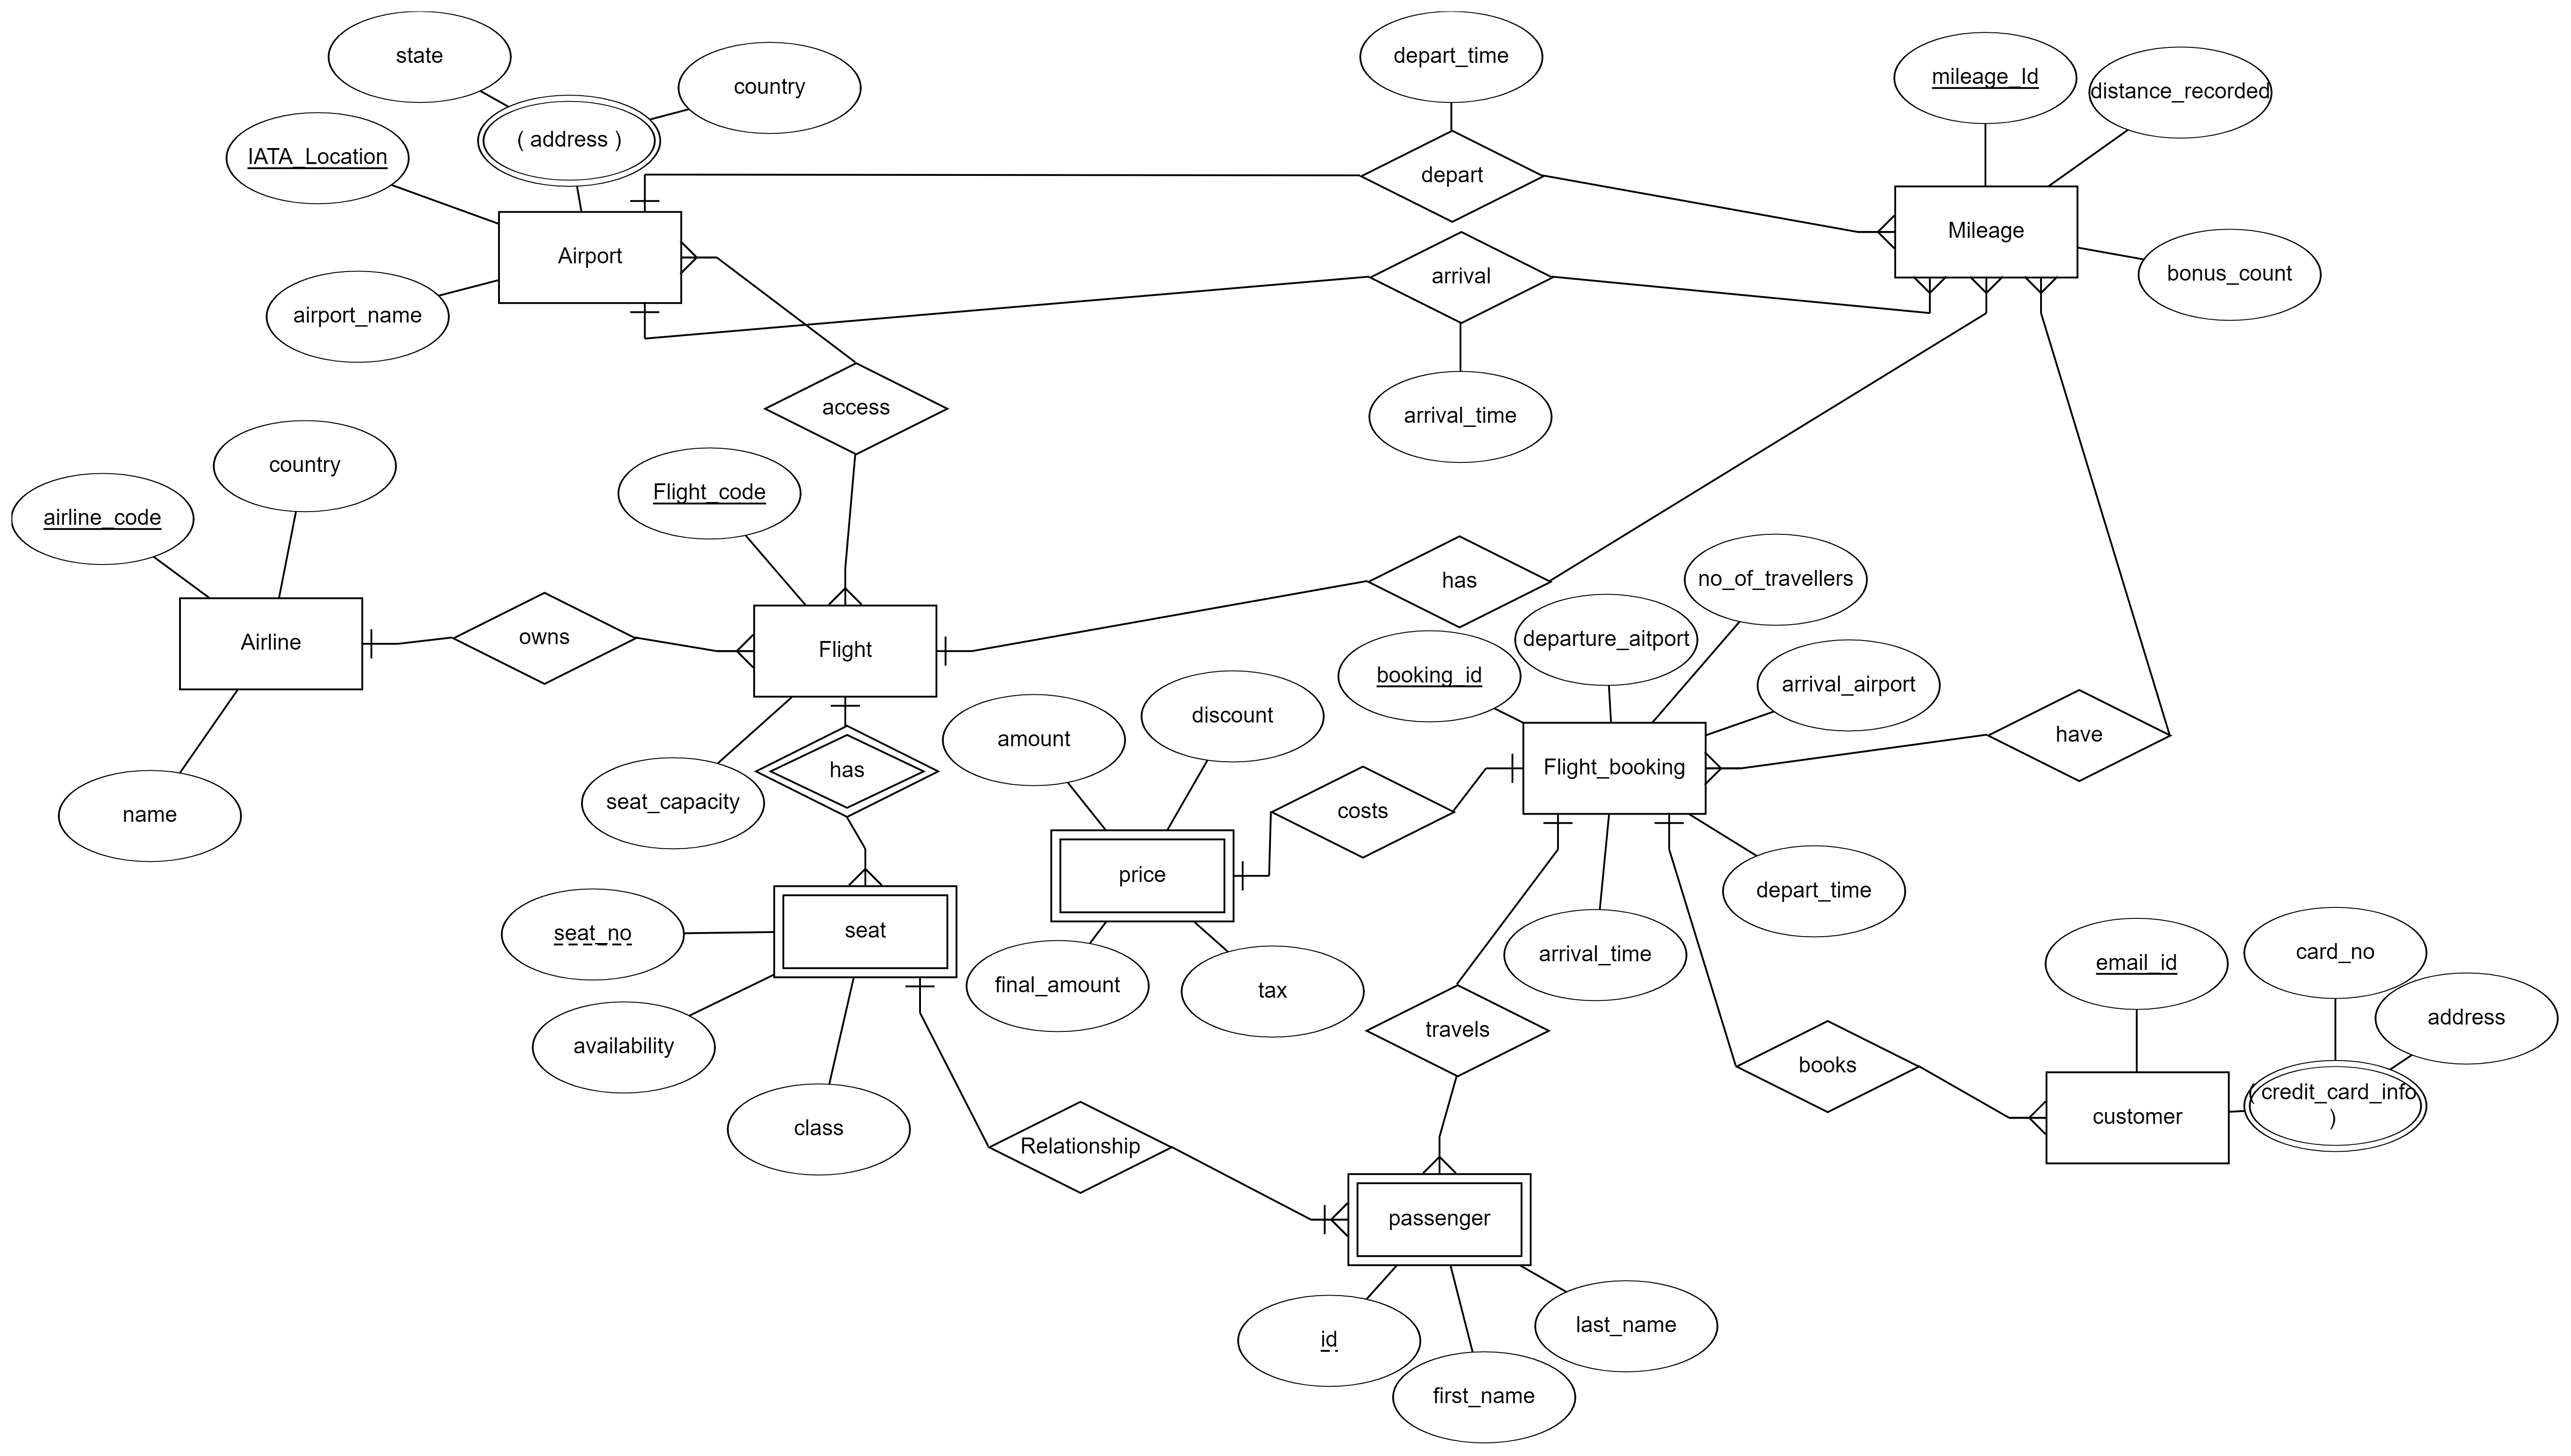 state
depart_time
country
mileage_Id
distance_recorded
( address )
IATA_Location
depart
Mileage
Airport
arrival
bonus_count
airport_name
access
arrival_time
country
Flight_code
airline_code
has
no_of_travellers
departure_aitport
owns
Airline
Flight
booking_id
arrival_airport
discount
amount
have
has
Flight_booking
seat_capacity
costs
name
price
depart_time
seat
seat_no
arrival_time
card_no
email_id
final_amount
tax
address
travels
availability
books
( credit_card_info
)
customer
class
Relationship
passenger
last_name
id
first_name